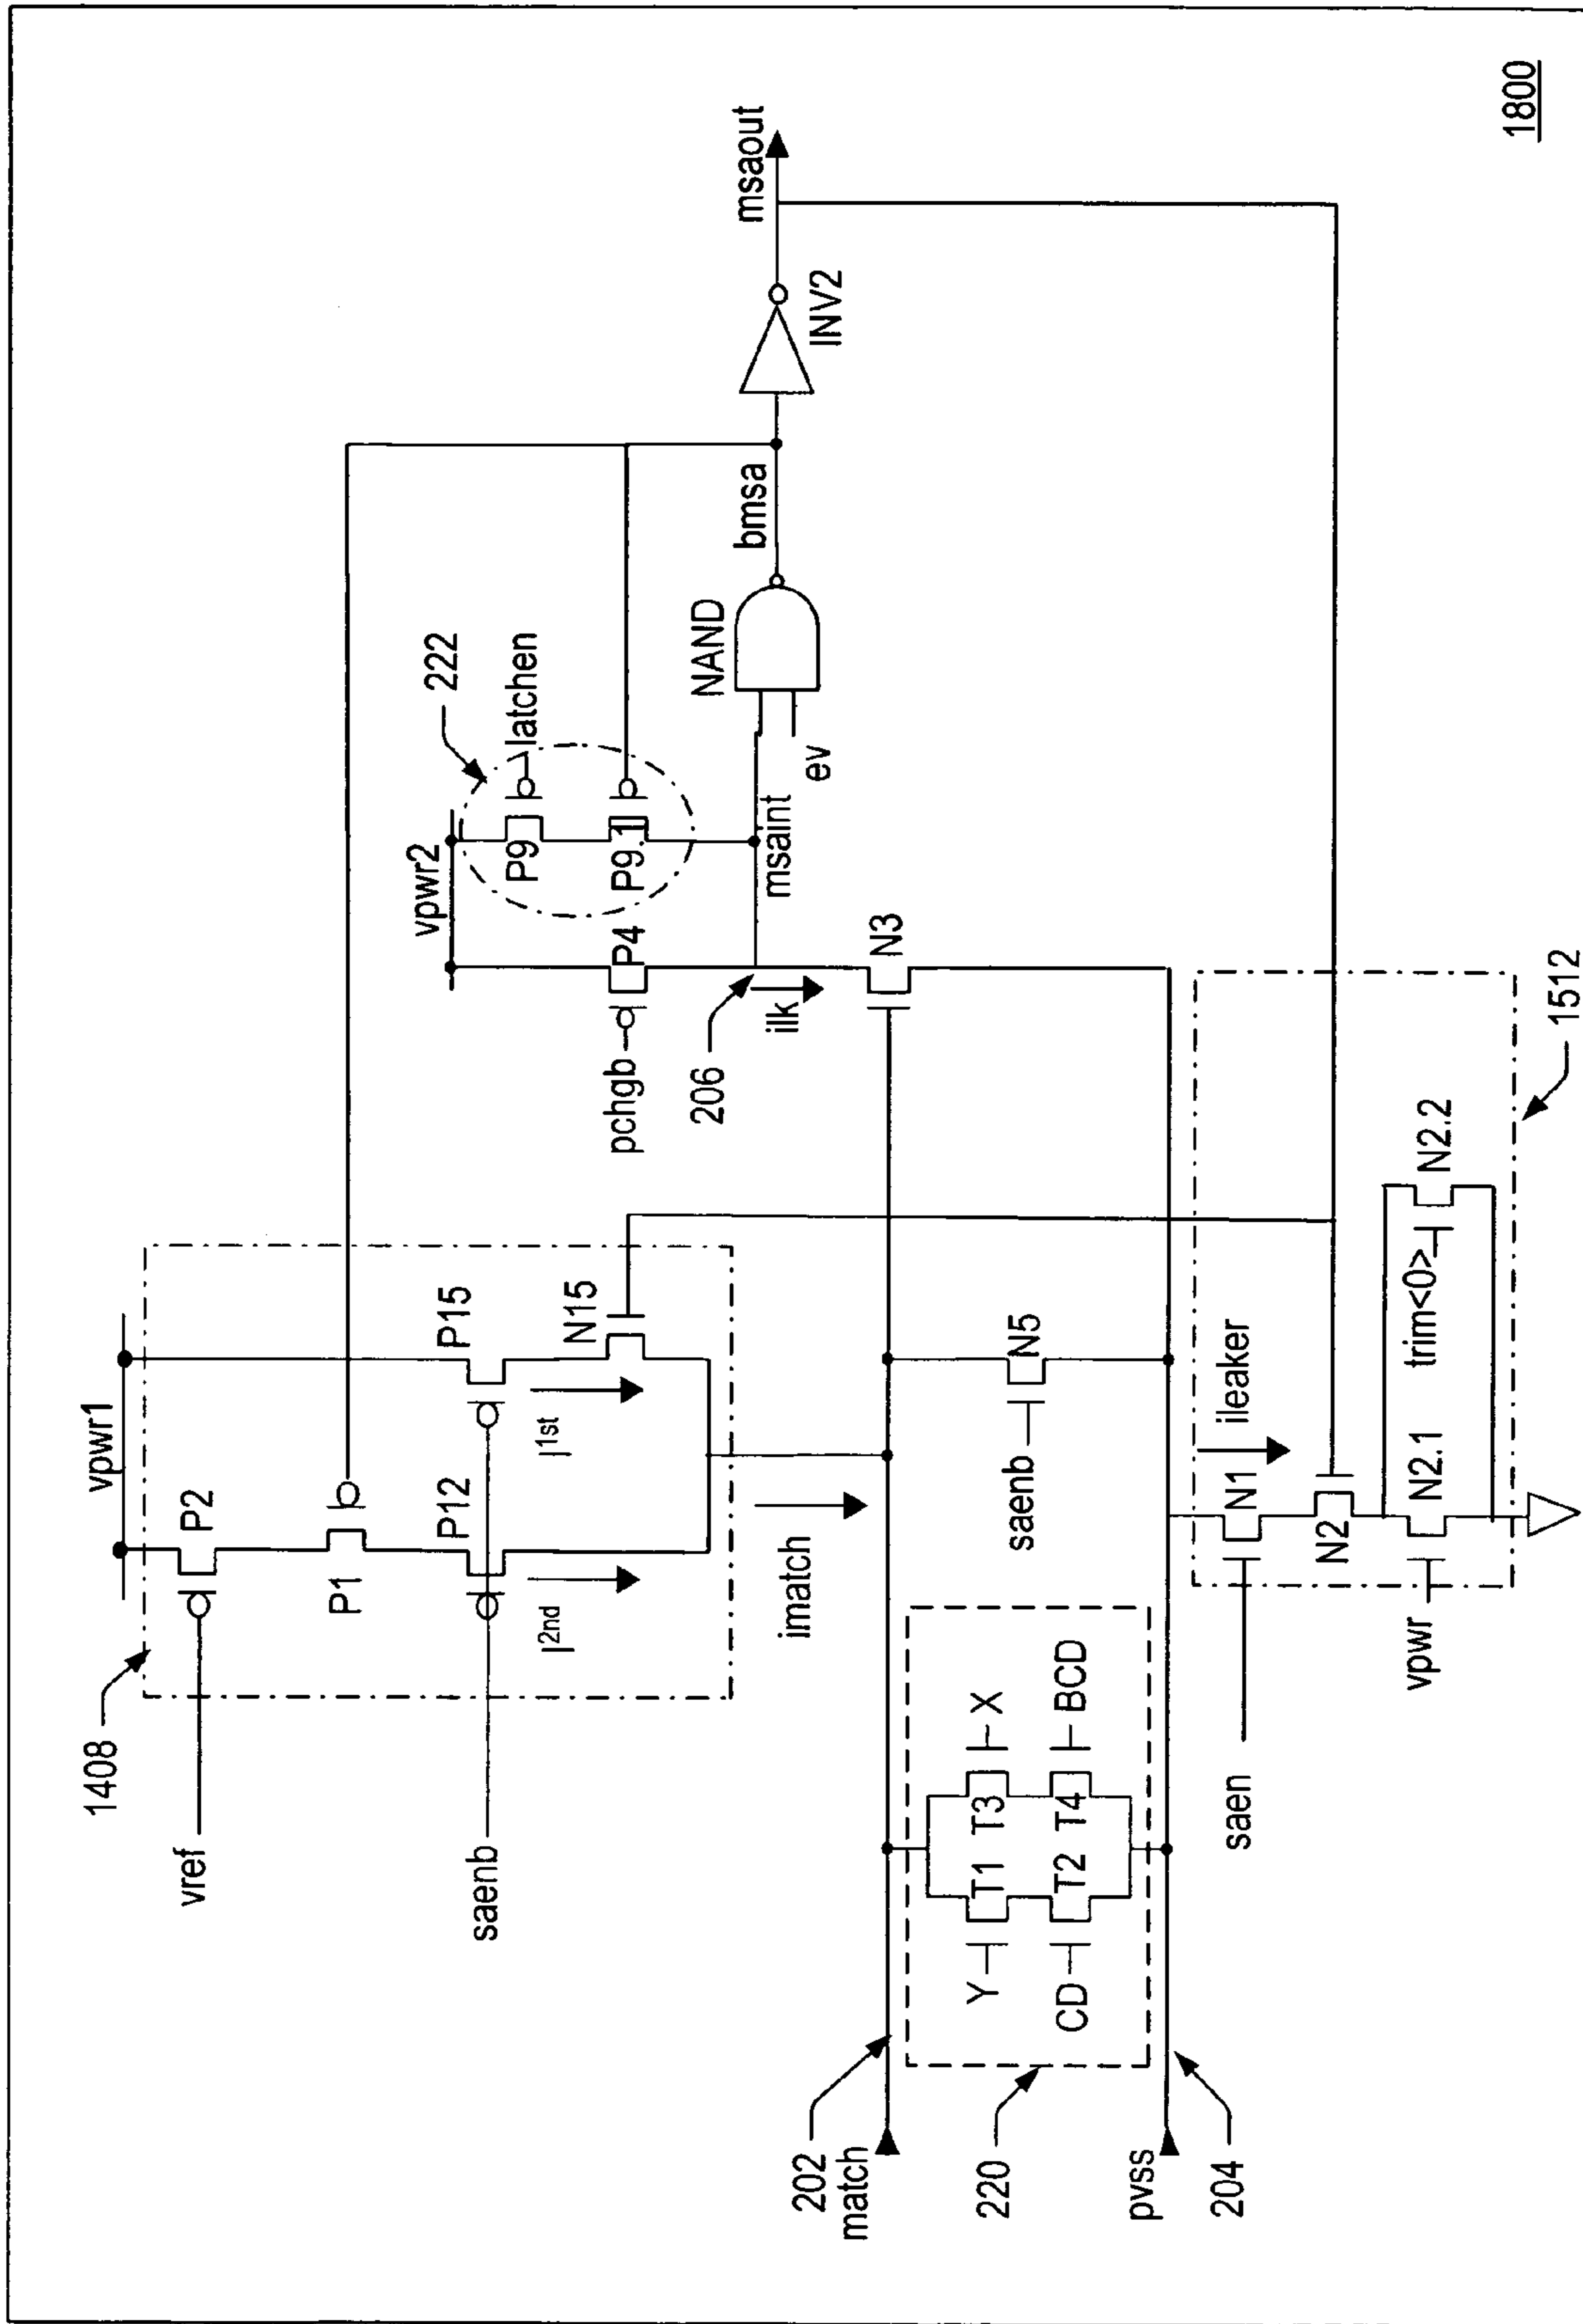 1800
vpwr1
P2
P1
P12
P15
N15
I1st
I2nd
1408
vref
saenb
imatch
vpwr2
222
P9
latchen
P9.1
P4
pchgb
206
ilk
msaint
N3
NAND
ev
bmsa
INV2
msaout
202
match
220
Y
T1
T3
X
CD
T2
T4
BCD
pvss
204
saenb
N5
ileaker
saen
N1
N2
vpwr
N2.1
trim<0>
N2.2
1512